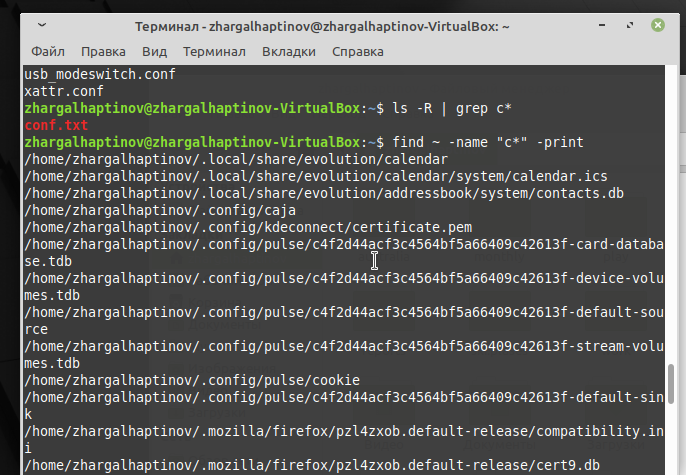 Терминал - zhargalhaptinov@zhargalhaptinov-VirtualBox: ~
Файл Правка Вид Терминал Вкладки Справка
usb_modeswitch.conf
xattr.conf
zhargalhaptinov@zhargalhaptinov-VirtualBox:~$ ls -R | grep c*
conf.txt
zhargalhaptinov@zhargalhaptinov-VirtualBox:~$ find ~ -name "c*" -print
/home/zhargalhaptinov/.local/share/evolution/calendar
/home/zhargalhaptinov/.local/share/evolution/calendar/system/calendar.ics
/home/zhargalhaptinov/.local/share/evolution/addressbook/system/contacts.db
/home/zhargalhaptinov/.config/caja
/home/zhargalhaptinov/.config/kdeconnect/certificate.pem
/home/zhargalhaptinov/.config/pulse/c4f2d44acf3c4564bf5a66409c42613f-card-databa
se.tdb
/home/zhargalhaptinov/.config/pulse/c4f2d44acf3c4564bf5a66409c42613f-device-volu
mes.tdb
/home/zhargalhaptinov/.config/pulse/c4f2d44acf3c4564bf5a66409c42613f-default-sou
rce
/home/zhargalhaptinov/.config/pulse/c4f2d44acf3c4564bf5a66409c42613f-stream-volu
mes.tdb
/home/zhargalhaptinov/.config/pulse/cookie
/home/zhargalhaptinov/.config/pulse/c4f2d44acf3c4564bf5a66409c42613f-default-sin
k
/home/zhargalhaptinov/.mozilla/firefox/pzl4zxob.default-release/compatibility.in
i
/home/zhargalhaptinov/.mozilla/firefox/pzl4zxob.default-release/cert9.db